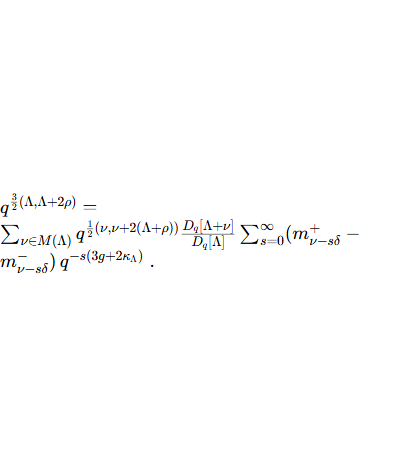 $q^{\frac{3}{2}(\Lambda,\Lambda+2\rho)} =$
$\sum_{\nu\in M(\Lambda)} q^{\frac{1}{2}(\nu,\nu+2(\Lambda+\rho))} \frac{D_q[\Lambda+\nu]}{D_q[\Lambda]} \sum_{s=0}^{\infty} (m^+_{\nu-s\delta} -$
$m^-_{\nu-s\delta}) \, q^{-s(3g+2\kappa_\Lambda)} \ .$